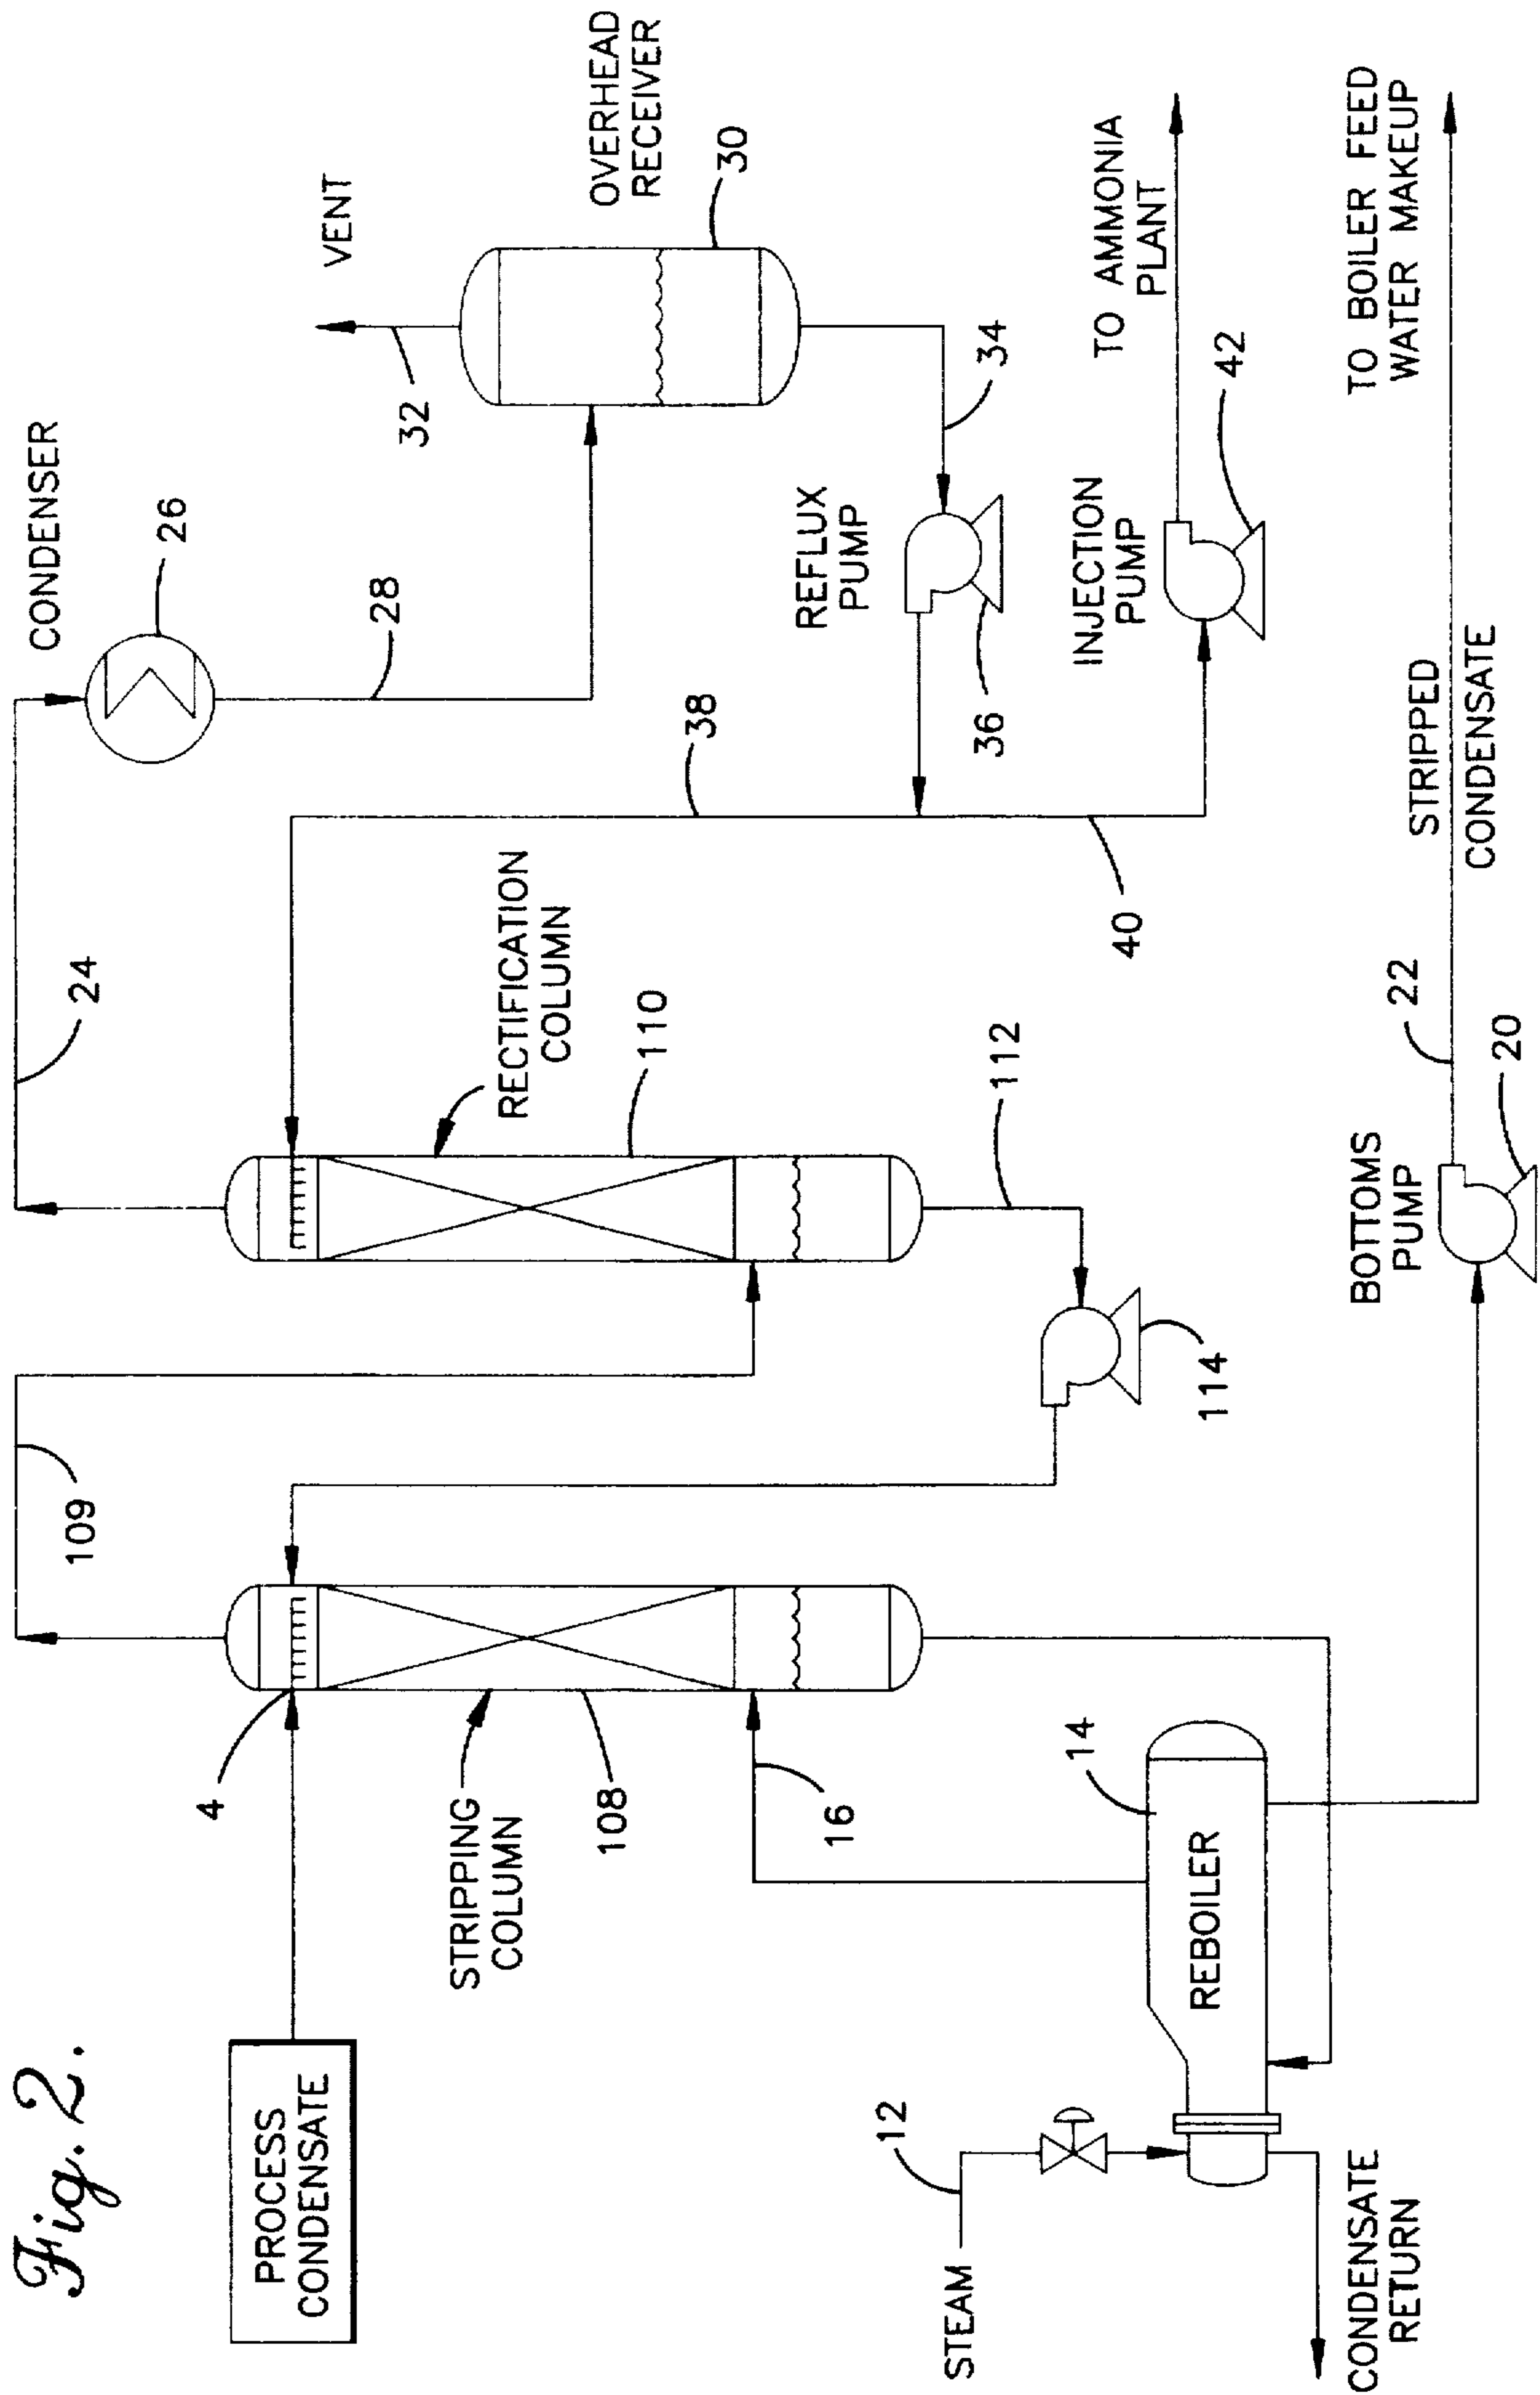 Fig. 2.
PROCESS
CONDENSATE
4
STRIPPING
COLUMN
108
109
16
14
REBOILER
12
STEAM
CONDENSATE
RETURN
24
RECTIFICATION
COLUMN
110
112
114
CONDENSER
26
28
VENT
32
OVERHEAD
RECEIVER
30
34
REFLUX
PUMP
36
38
40
INJECTION
PUMP
42
TO AMMONIA
PLANT
BOTTOMS
PUMP
20
22
STRIPPED
CONDENSATE
TO BOILER FEED
WATER MAKEUP